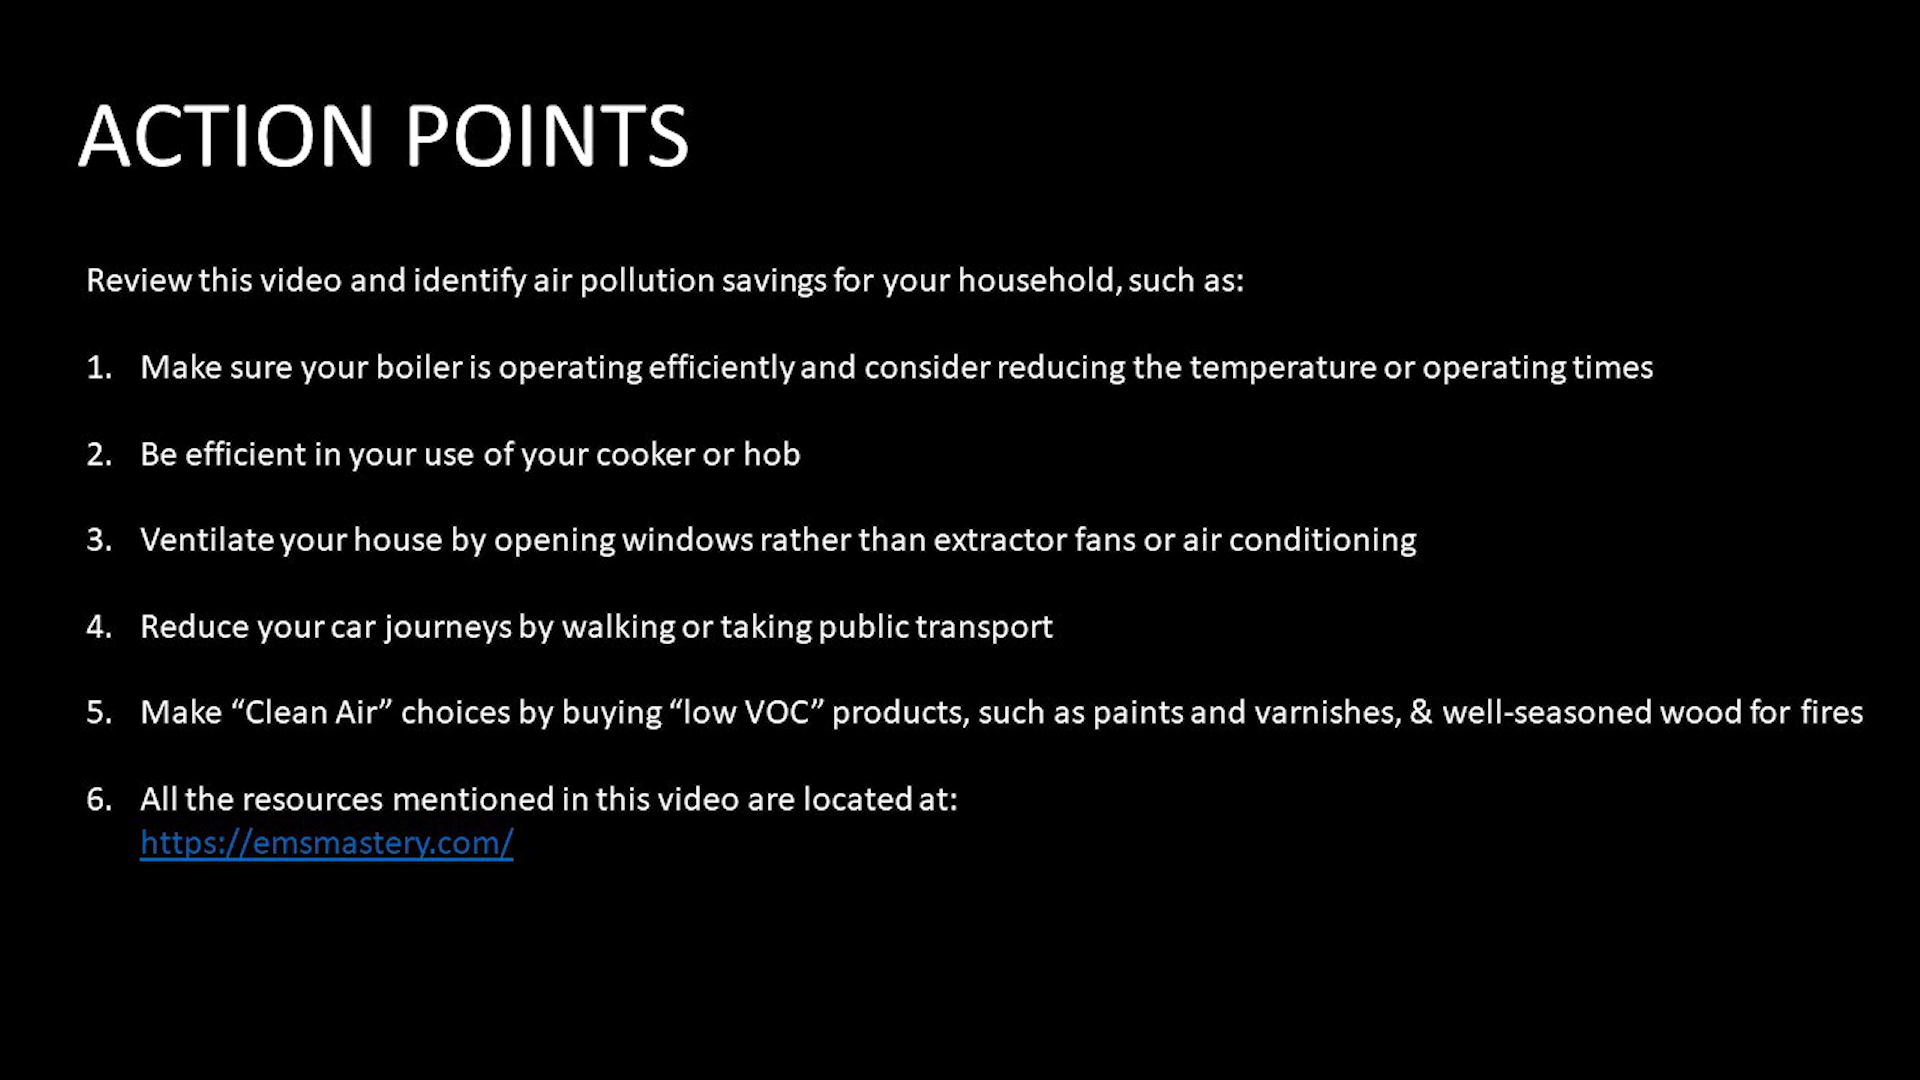 ACTION POINTS
Review this video and identify air pollution savings for your household, such as:
1. Make sure your boiler is operating efficiently and consider reducing the temperature or operating times
2. Be efficient in your use of your cooker or hob
3. Ventilate your house by opening windows rather than extractor fans or air conditioning
4. Reduce your car journeys by walking or taking public transport
5. Make “Clean Air” choices by buying “low VOC” products, such as paints and varnishes, & well-seasoned wood for fires
6. All the resources mentioned in this video are located at:
https://emsmastery.com/